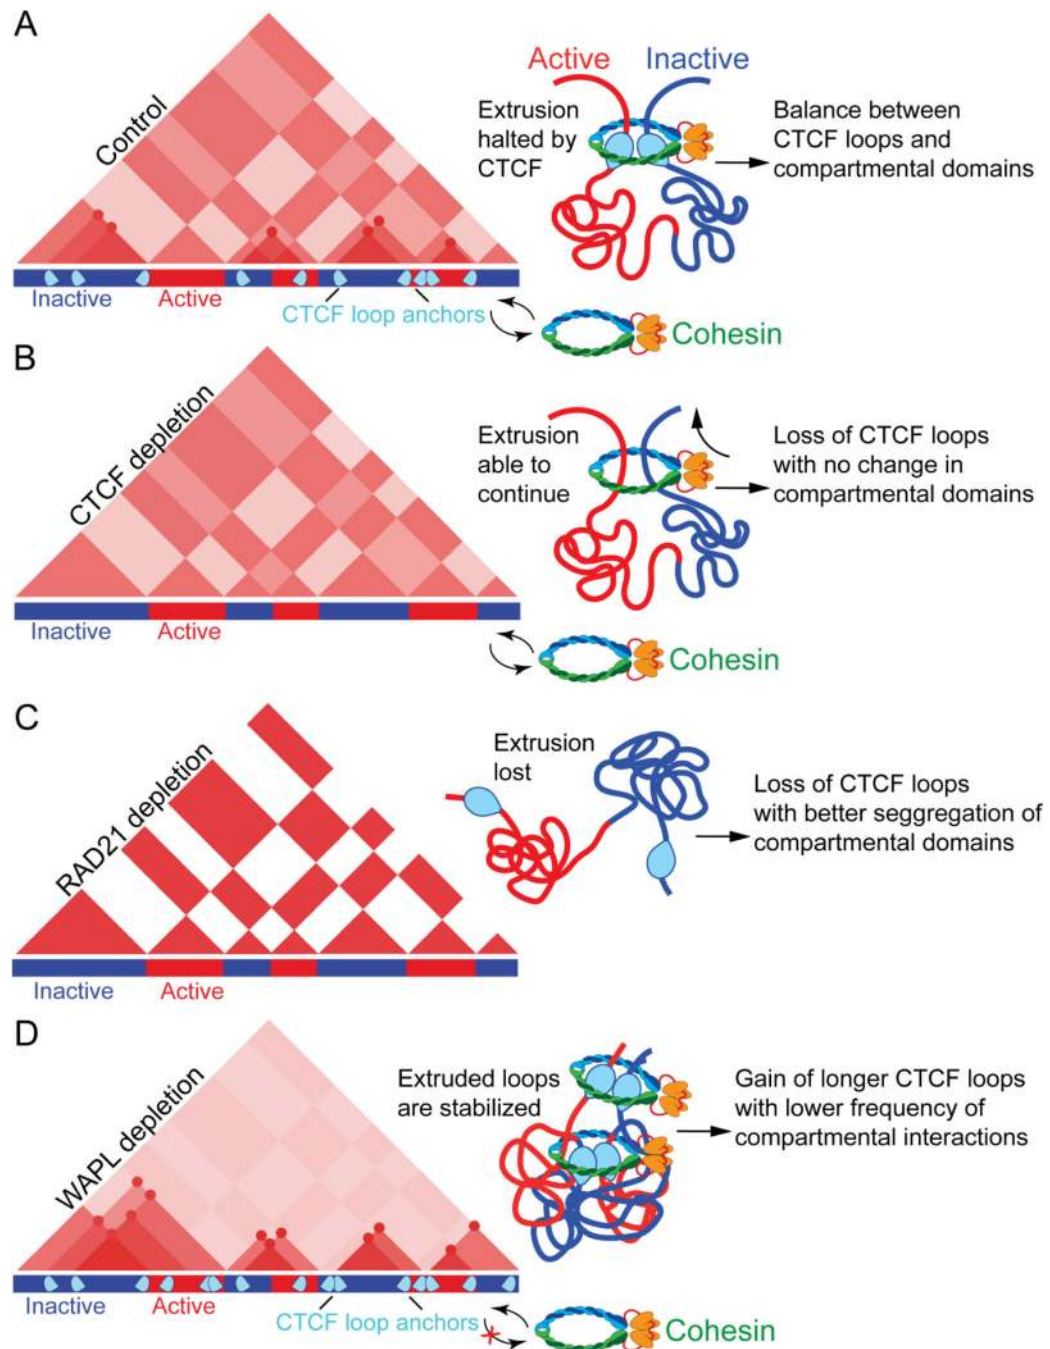 A
Control
Active
Inactive
Extrusion
halted by
CTCF
Balance between
CTCF loops and
compartmental domains
Inactive
Active
CTCF loop anchors
Cohesin
B
CTCF depletion
Extrusion
able to
continue
Loss of CTCF loops
with no change in
compartmental domains
Inactive
Active
Cohesin
C
RAD21 depletion
Extrusion
lost
Loss of CTCF loops
with better seggregation of
compartmental domains
Inactive
Active
D
WAPL depletion
Extruded loops
are stabilized
Gain of longer CTCF loops
with lower frequency of
compartmental interactions
Inactive
Active
CTCF loop anchors
Cohesin